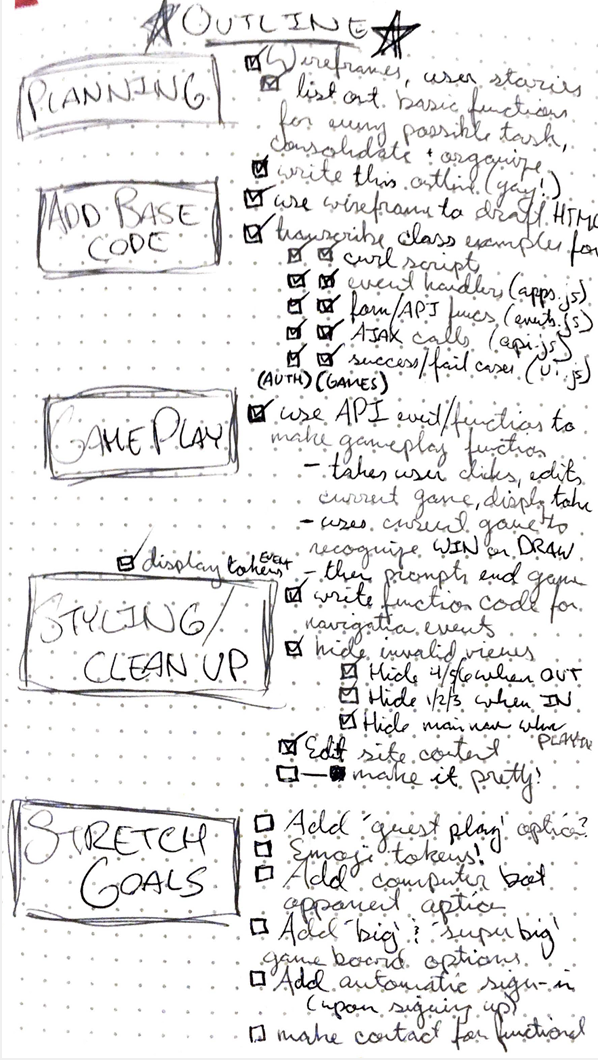 OUTLINE
PLANNING
Wireframes, user stories
list out basic functions
for every possible task,
consolidate + organize
write this outline (yay!)
ADD BASE
CODE
use wireframe to draft HTML
transcribe class examples for
curl scripts
event handlers (apps.js)
form/API funcs (events.js)
AJAX calls (api.js)
success/fail cases (ui.js)
(AUTH) (GAMES)
GAME PLAY
use API event/functions to
make gameplay function
- takes user clicks, edits
current game, display token
- uses current game to
recognize WIN or DRAW
- then prompts end game
display tokens EVENT
STYLING/
CLEAN UP
write function code for
navigation events
hide invalid views
Hide 4/5/6 when OUT
Hide 1/2/3 when IN
Hide main nav when
PLAYIN
Edit site content
make it pretty!
STRETCH
GOALS
Add 'guest play' option?
Emoji tokens!
Add computer bot
opponent option
Add 'big' & 'super big'
game board options
Add automatic sign-in
(upon signing up)
make contact for functional